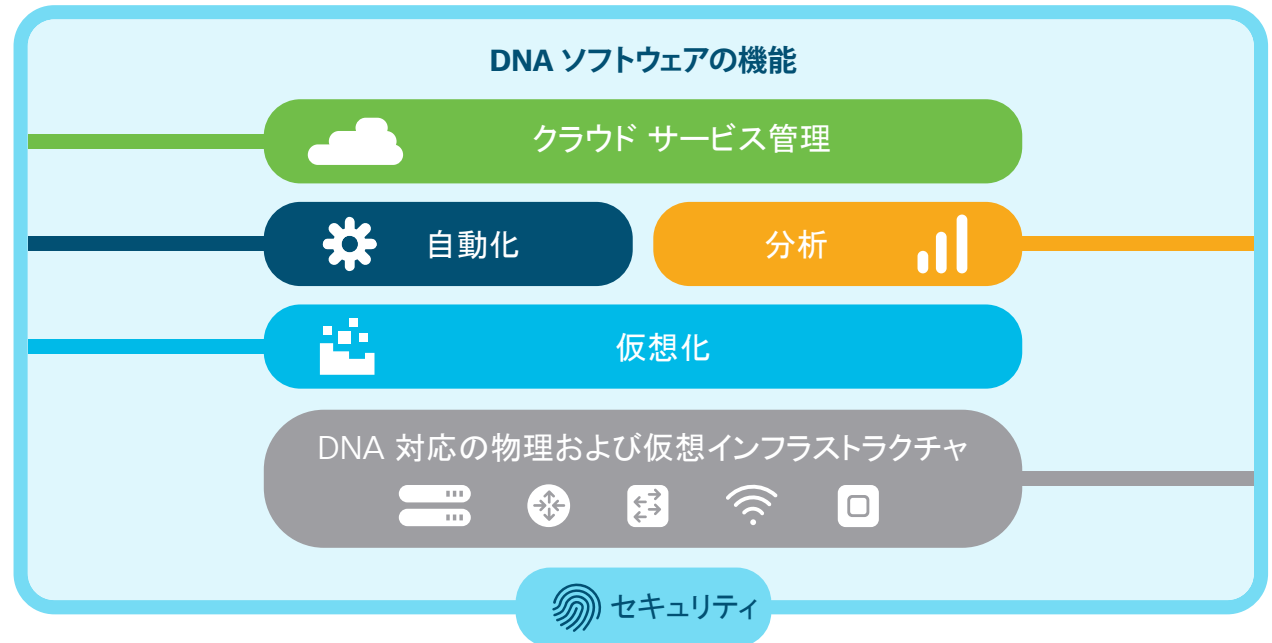 DNA ソフトウェアの機能
クラウド サービス管理
自動化
分析
仮想化
DNA 対応の物理および仮想インフラストラクチャ
セキュリティ